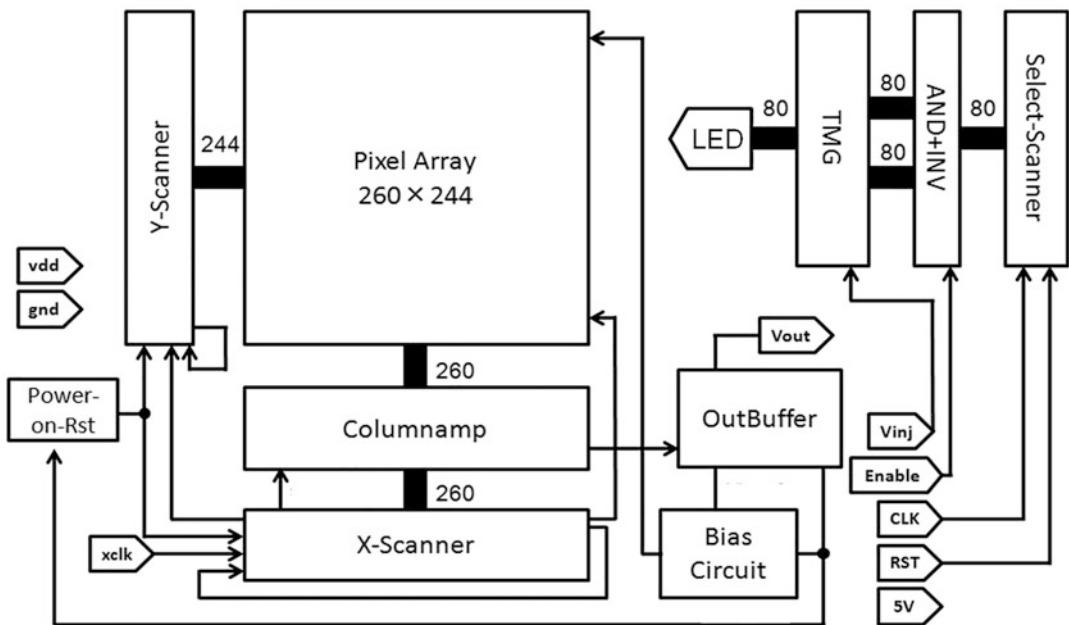 Y-Scanner
244
Pixel Array
260 × 244
80
LED
TMG
80
80
AND+INV
80
Select-Scanner
vdd
gnd
260
Vout
Power-
on-Rst
Columnamp
OutBuffer
Vinj
Enable
260
xclk
X-Scanner
Bias
Circuit
CLK
RST
5V